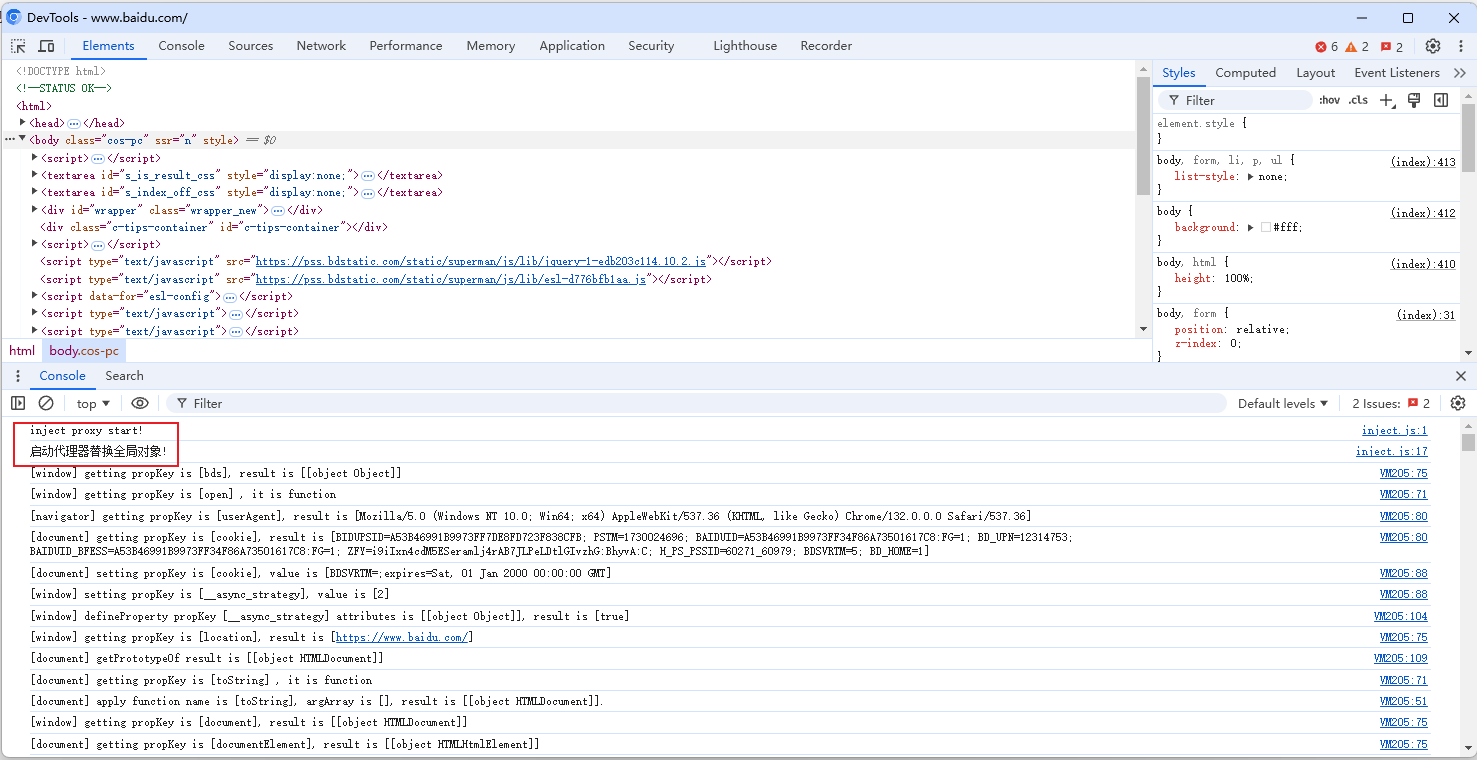 DevTools - www.baidu.com/
Elements Console Sources Network Performance Memory Application Security Lighthouse Recorder 6 2 2
<!DOCTYPE html>
<!--STATUS OK-->
<html>
<head> ⋯ </head>
<body class="cos-pc" ssr="n" style> == $0
<script> ⋯ </script>
<textarea id="s_is_result_css" style="display:none;"> ⋯ </textarea>
<textarea id="s_index_off_css" style="display:none;"> ⋯ </textarea>
<div id="wrapper" class="wrapper_new"> ⋯ </div>
<div class="c-tips-container" id="c-tips-container"></div>
<script> ⋯ </script>
<script type="text/javascript" src="https://pss.bdstatic.com/static/superman/js/lib/jquery-1-edb203c114.10.2.js"></script>
<script type="text/javascript" src="https://pss.bdstatic.com/static/superman/js/lib/esl-d776bfb1aa.js"></script>
<script data-for="esl-config"> ⋯ </script>
<script type="text/javascript"> ⋯ </script>
<script type="text/javascript"> ⋯ </script>
html body.cos-pc
Styles Computed Layout Event Listeners
Filter :hov .cls
element.style {
}
body, form, li, p, ul { (index):413
list-style: none;
}
body { (index):412
background: #fff;
}
body, html { (index):410
height: 100%;
}
body, form { (index):31
position: relative;
z-index: 0;
}
Console Search
top Filter Default levels 2 Issues: 2
inject proxy start! inject.js:1
启动代理器替换全局对象! inject.js:17
[window] getting propKey is [bds], result is [[object Object]] VM205:75
[window] getting propKey is [open] , it is function VM205:71
[navigator] getting propKey is [userAgent], result is [Mozilla/5.0 (Windows NT 10.0; Win64; x64) AppleWebKit/537.36 (KHTML, like Gecko) Chrome/132.0.0.0 Safari/537.36] VM205:80
[document] getting propKey is [cookie], result is [BIDUPSID=A53B46991B9973FF7DE8FD723F838CFB; PSTM=1730024696; BAIDUID=A53B46991B9973FF34F86A73501617C8:FG=1; BD_UPN=12314753; VM205:80
BAIDUID_BFESS=A53B46991B9973FF34F86A73501617C8:FG=1; ZFY=i9iIxn4cdM5ESeramlj4rAB7JLPeLDtlGIvzhG:BhyvA:C; H_PS_PSSID=60271_60979; BDSVRTM=5; BD_HOME=1]
[document] setting propKey is [cookie], value is [BDSVRTM=;expires=Sat, 01 Jan 2000 00:00:00 GMT] VM205:88
[window] setting propKey is [__async_strategy], value is [2] VM205:88
[window] defineProperty propKey [__async_strategy] attributes is [[object Object]], result is [true] VM205:104
[window] getting propKey is [location], result is [https://www.baidu.com/] VM205:75
[document] getPrototypeOf result is [[object HTMLDocument]] VM205:109
[document] getting propKey is [toString] , it is function VM205:71
[document] apply function name is [toString], argArray is [], result is [[object HTMLDocument]]. VM205:51
[window] getting propKey is [document], result is [[object HTMLDocument]] VM205:75
[document] getting propKey is [documentElement], result is [[object HTMLHtmlElement]] VM205:75